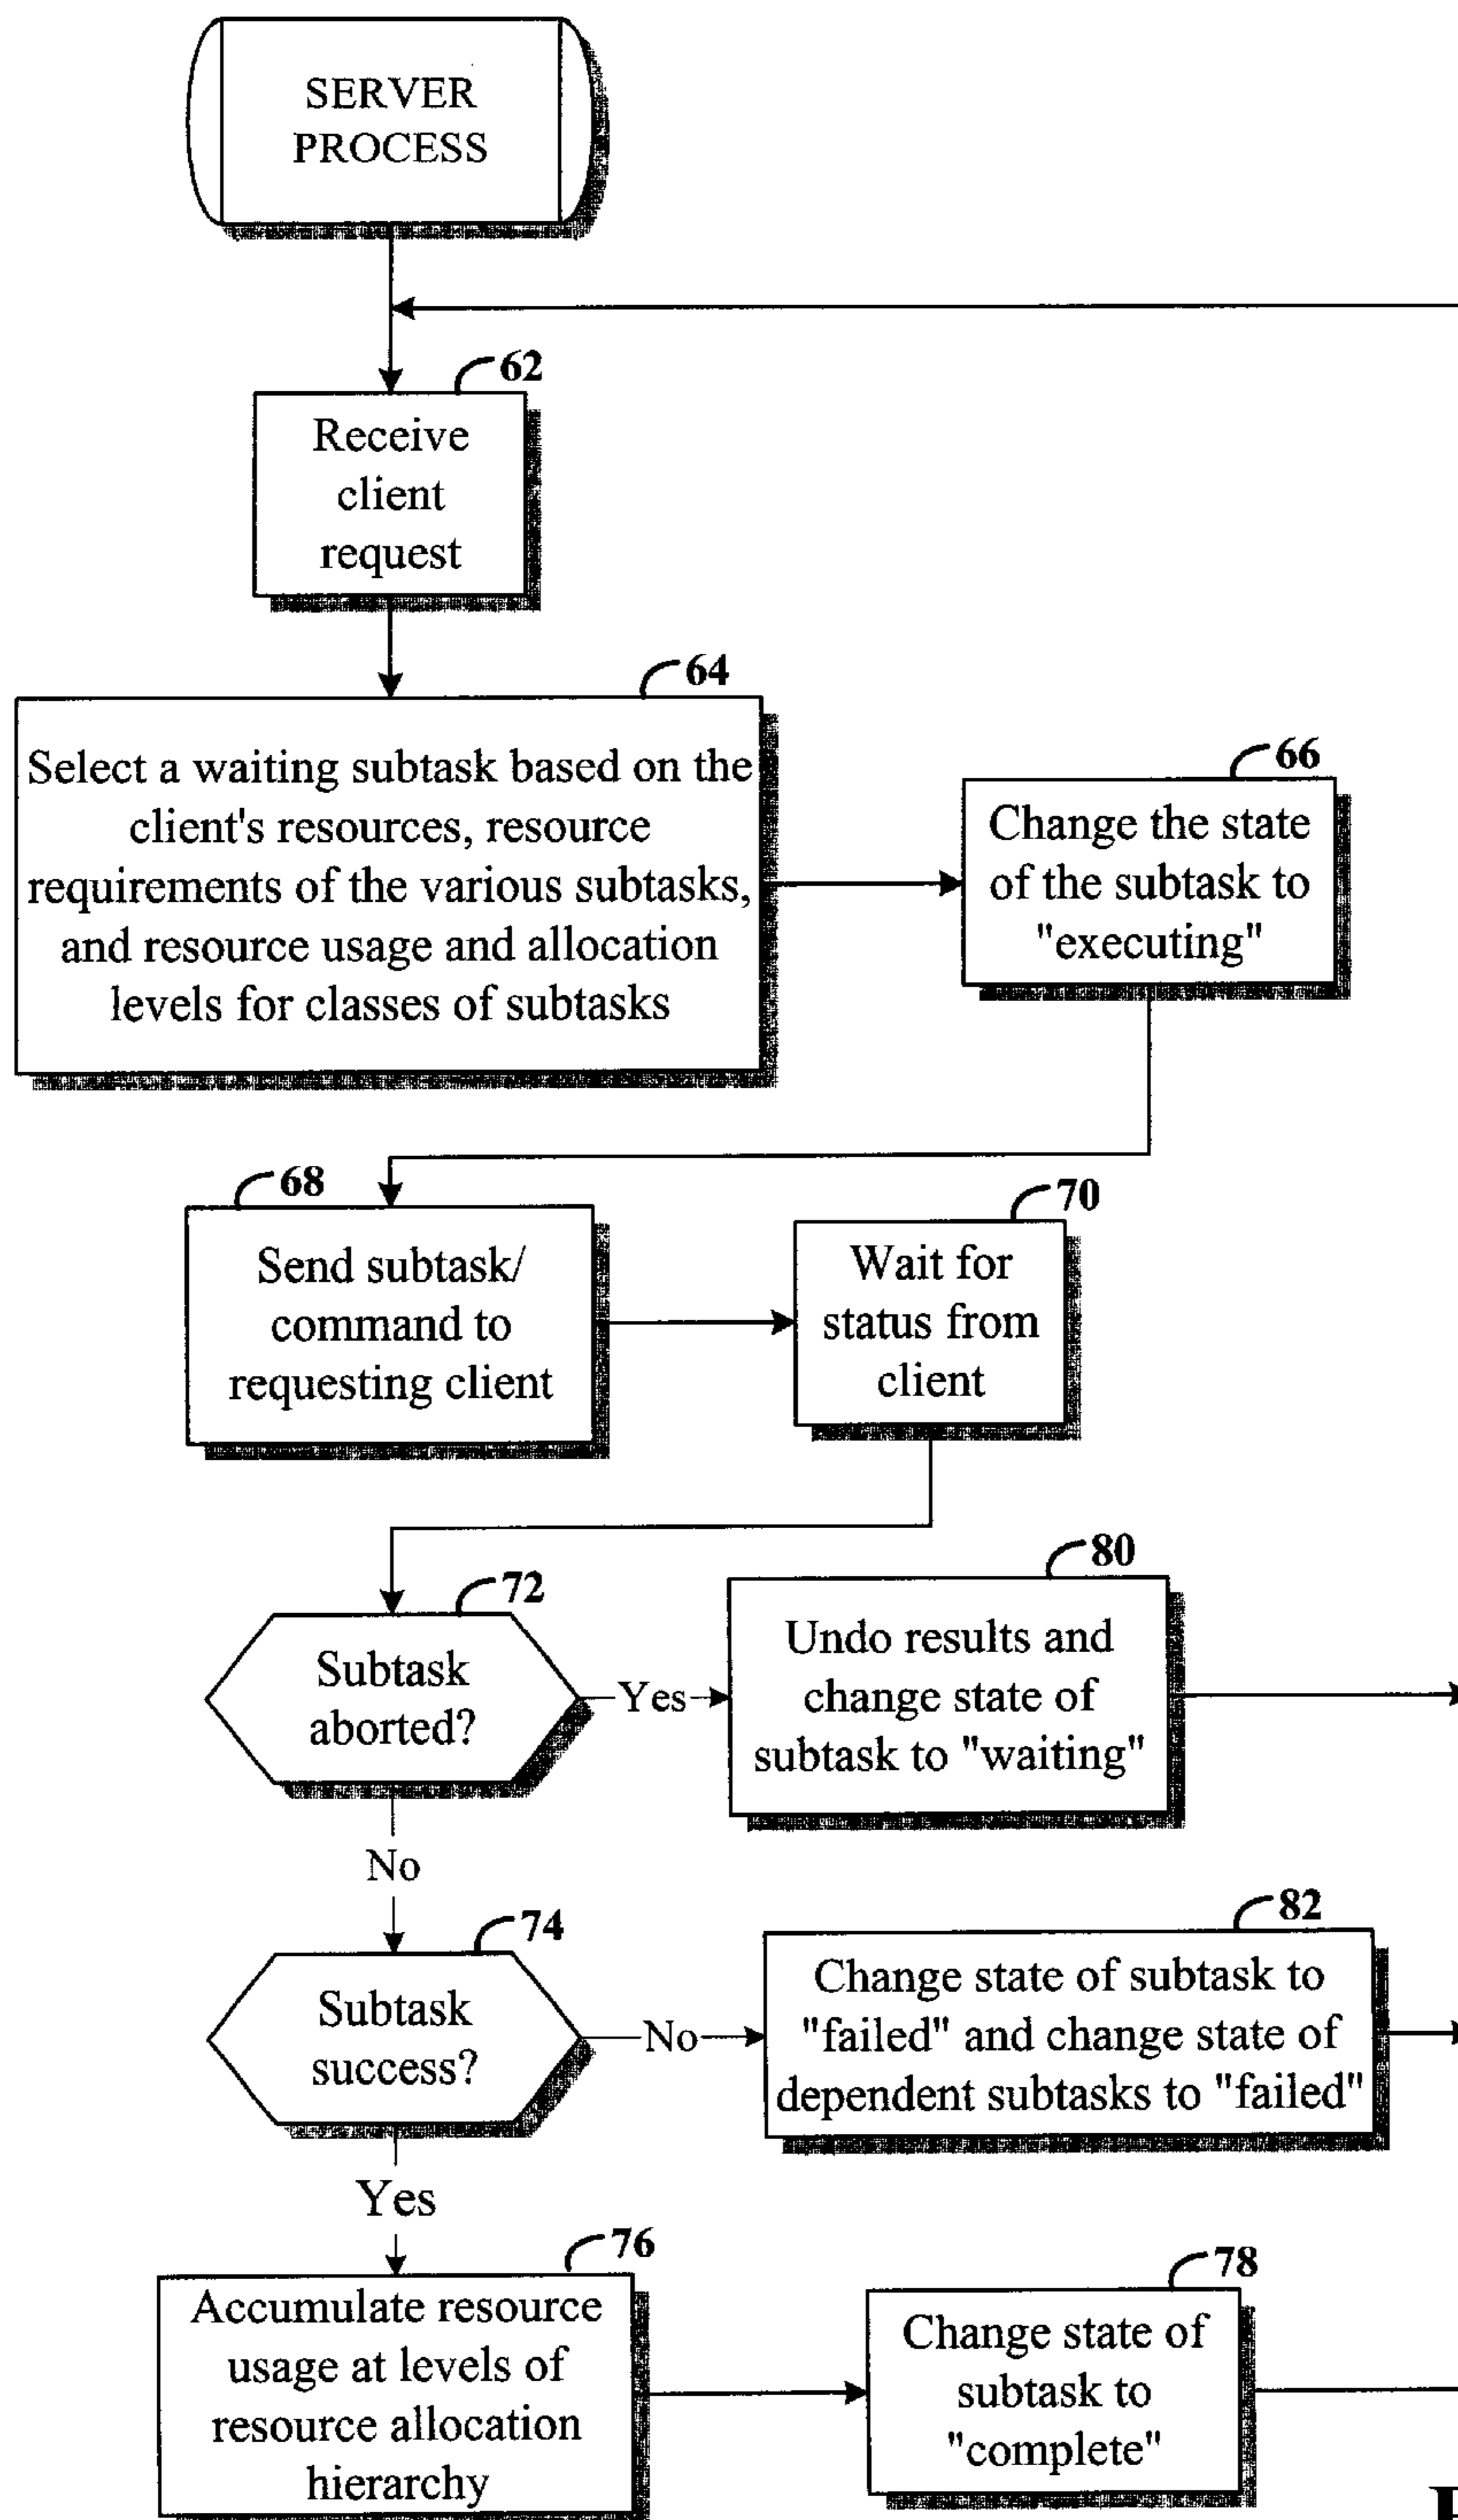 SERVER
PROCESS
62
Receive
client
request
64
Select a waiting subtask based on the
client's resources, resource
requirements of the various subtasks,
and resource usage and allocation
levels for classes of subtasks
66
Change the state
of the subtask to
"executing"
68
Send subtask/
command to
requesting client
70
Wait for
status from
client
72
Subtask
aborted?
Yes
80
Undo results and
change state of
subtask to "waiting"
No
74
Subtask
success?
No
82
Change state of subtask to
"failed" and change state of
dependent subtasks to "failed"
Yes
76
Accumulate resource
usage at levels of
resource allocation
hierarchy
78
Change state of
subtask to
"complete"